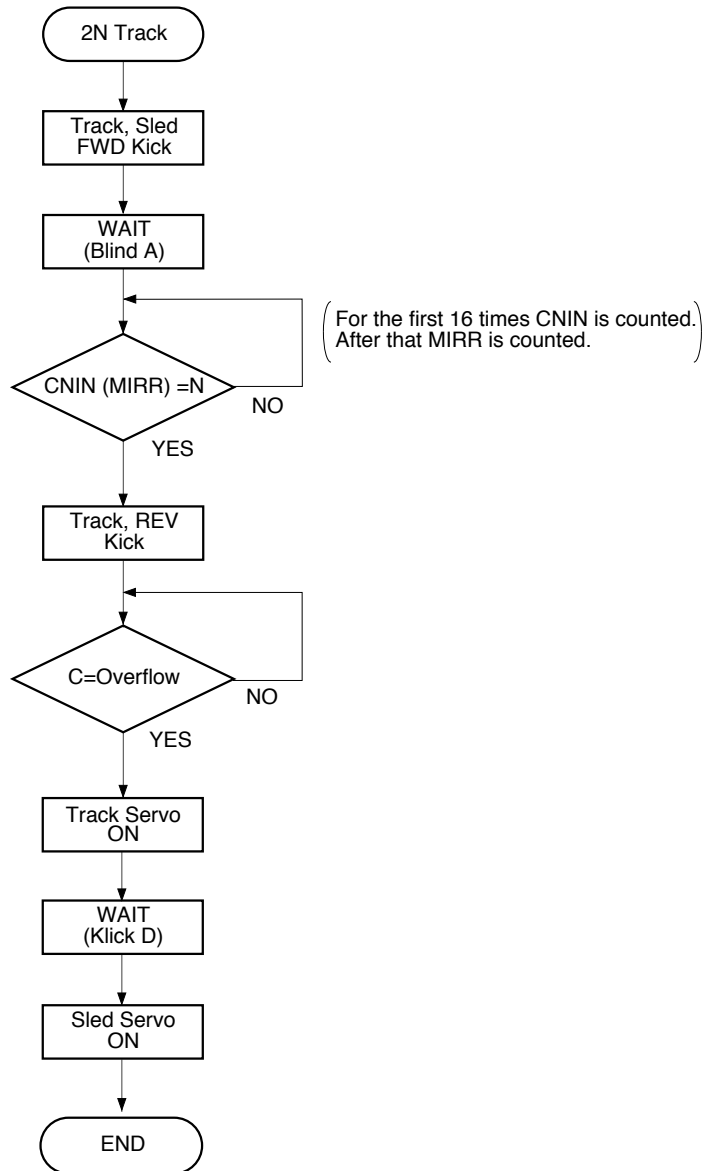 2N Track
Track, Sled
FWD Kick
WAIT
(Blind A)
(For the first 16 times CNIN is counted.
After that MIRR is counted.)
CNIN (MIRR) =N
NO
YES
Track, REV
Kick
C=Overflow
NO
YES
Track Servo
ON
WAIT
(Klick D)
Sled Servo
ON
END